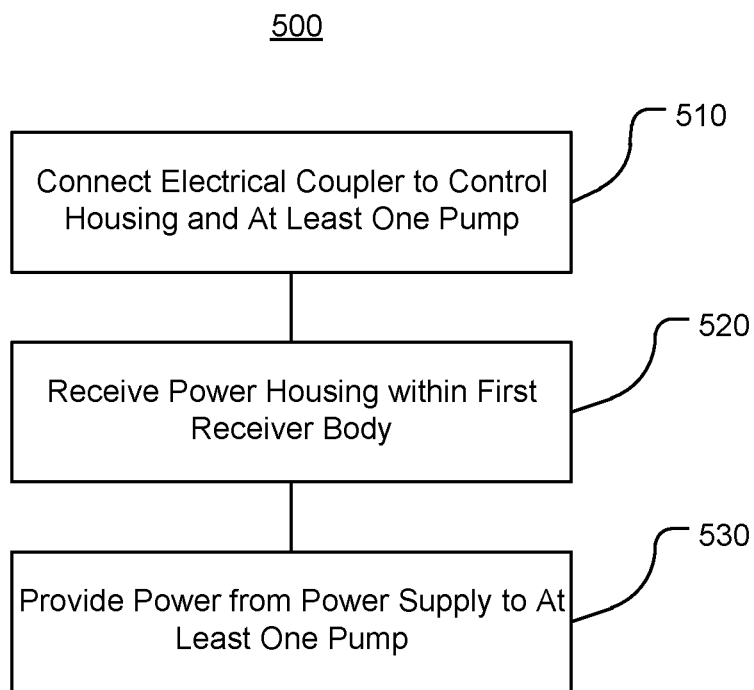 500
510
Connect Electrical Coupler to Control
Housing and At Least One Pump
520
Receive Power Housing within First
Receiver Body
530
Provide Power from Power Supply to At
Least One Pump